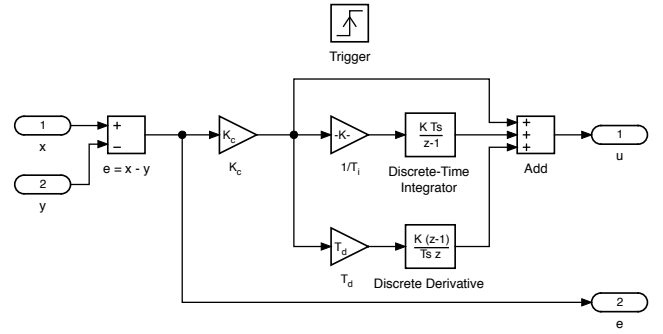 Trigger
1
x
+
−
e = x - y
2
y
K_c
K_c
-K-
1/T_i
K Ts
z-1
Discrete-Time
Integrator
+
+
+
Add
1
u
T_d
T_d
K (z-1)
Ts z
Discrete Derivative
2
e